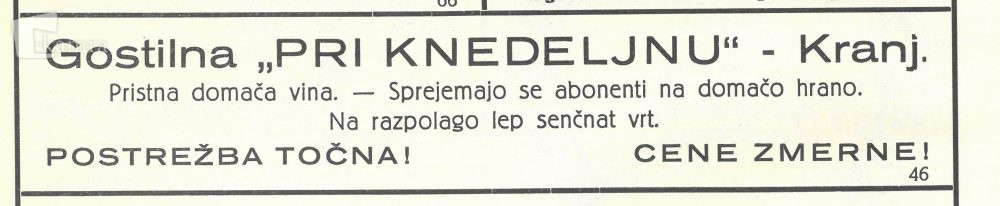 66
Gostilna „PRI KNEDELJNU“ - Kranj.
Pristna domača vina. — Sprejemajo se abonenti na domačo hrano.
Na razpolago lep senčnat vrt.
POSTREŽBA TOČNA!
CENE ZMERNE!
46